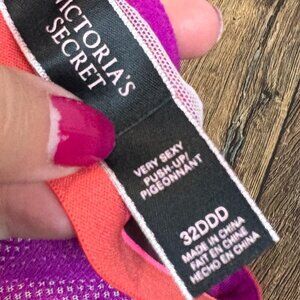 VICTORIA'S
SECRET
VERY SEXY
PUSH-UP/
PIGEONNANT
32DDD
MADE IN CHINA
FAIT EN CHINE
HECHO EN CHINA